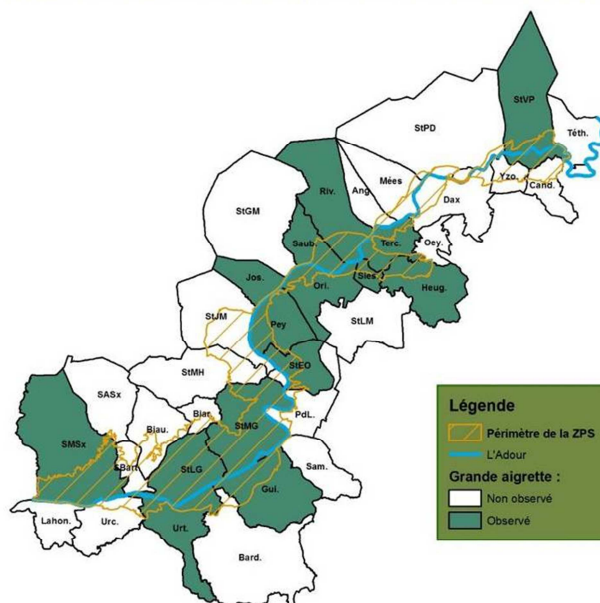 StVP
StPD
Téth.
Mées
Yzo.
Cand.
Riv.
Ang
Dax
StGM
Saub.
Terc.
Oey.
Jos.
Ori.
Sies
Heug.
StJM
Pey
StLM
StMH
StEO
SASx
Biar
PdL.
Biau.
StMG
SMSx
SBart
StLG
Sam.
Gui.
Lahon.
Urc.
Urt.
Bard.
Légende
Périmètre de la ZPS
L'Adour
Grande aigrette :
Non observé
Observé